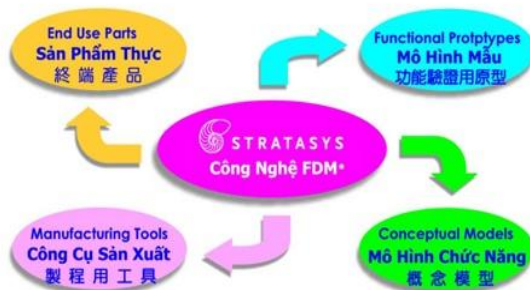 End Use Parts
Sản Phẩm Thực
終端產品
Functional Protptypes
Mô Hình Mẫu
功能驗證用原型
STRATASYS
Công Nghệ FDM®
Manufacturing Tools
Công Cụ Sản Xuất
製程用工具
Conceptual Models
Mô Hình Chức Năng
概念模型